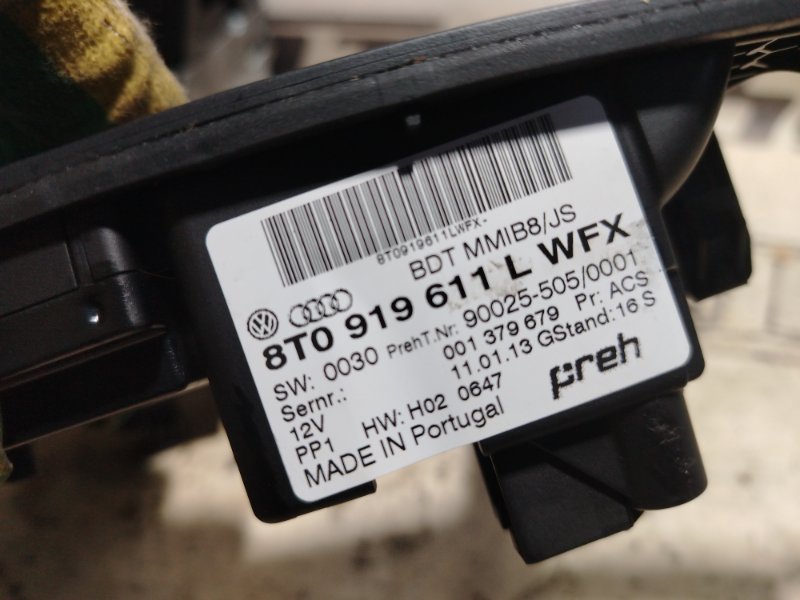 8T0919611LWFX-
BDT MMIB8/JS
8T0 919 611 L WFX
SW: 0030 PrehT.Nr: 90025-505/0001
Sernr.: 001 379 679 Pr: ACS
12V 11.01.13 GStand: 16 S
PP1 HW: H02 0647
MADE IN Portugal
preh